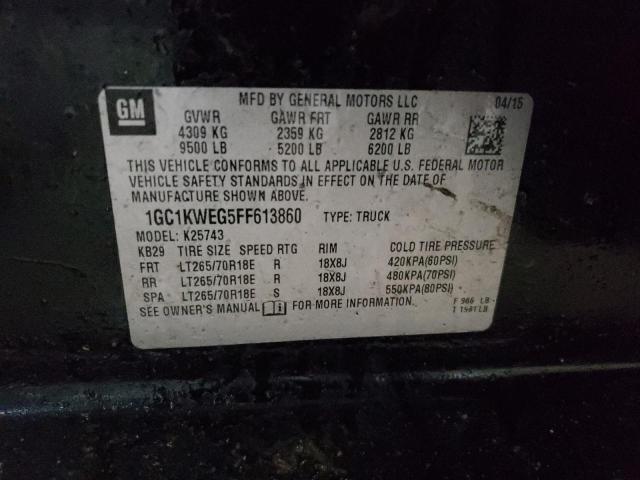 GM
MFD BY GENERAL MOTORS LLC 04/15
GVWR GAWR FRT GAWR RR
4309 KG 2359 KG 2812 KG
9500 LB 5200 LB 6200 LB
THIS VEHICLE CONFORMS TO ALL APPLICABLE U.S. FEDERAL MOTOR
VEHICLE SAFETY STANDARDS IN EFFECT ON THE DATE OF
MANUFACTURE SHOWN ABOVE.
1GC1KWEG5FF613860 TYPE: TRUCK
MODEL: K25743
KB29 TIRE SIZE SPEED RTG RIM COLD TIRE PRESSURE
FRT LT265/70R18E R 18X8J 420KPA(60PSI)
RR LT265/70R18E R 18X8J 480KPA(70PSI)
SPA LT265/70R18E S 18X8J 550KPA(80PSI)
SEE OWNER'S MANUAL FOR MORE INFORMATION. F 966 LB
T LB